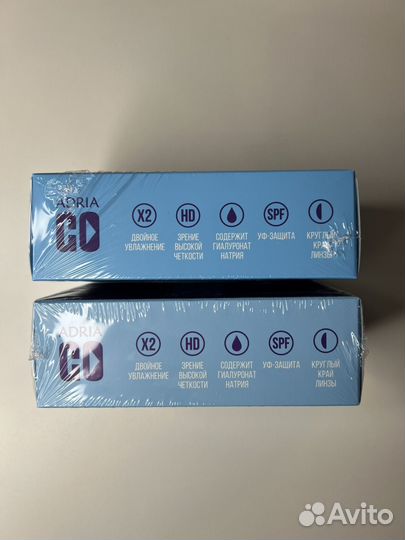 ADRIA
GO
X2
ДВОЙНОЕ
УВЛАЖНЕНИЕ
HD
ЗРЕНИЕ
ВЫСОКОЙ
ЧЕТКОСТИ
СОДЕРЖИТ
ГИАЛУРОНАТ
НАТРИЯ
SPF
УФ-ЗАЩИТА
КРУГЛЫЙ
КРАЙ
ЛИНЗЫ
ADRIA
GO
X2
ДВОЙНОЕ
УВЛАЖНЕНИЕ
HD
ЗРЕНИЕ
ВЫСОКОЙ
ЧЕТКОСТИ
СОДЕРЖИТ
ГИАЛУРОНАТ
НАТРИЯ
SPF
УФ-ЗАЩИТА
КРУГЛЫЙ
КРАЙ
ЛИНЗЫ
Avito